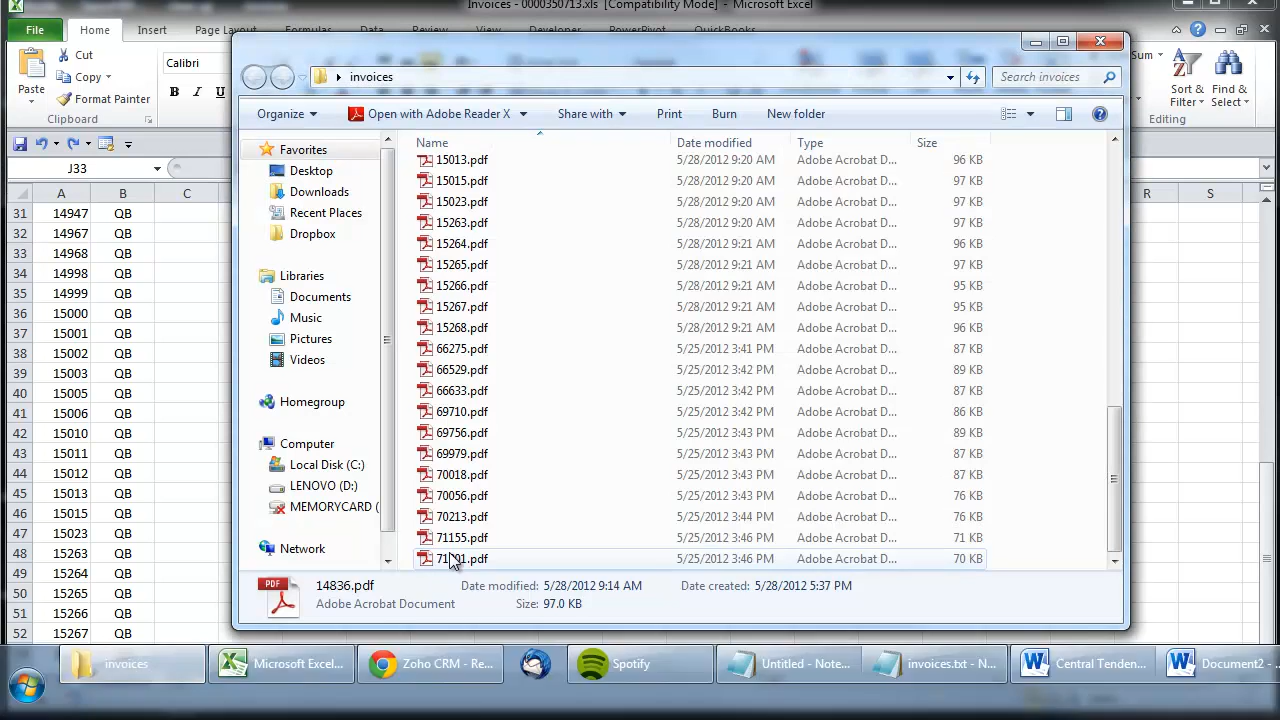 Invoices - 0000350713.xls [Compatibility Mode] - Microsoft Excel
File Home Insert Page Layout Formulas Data Review View Developer PowerPivot QuickBooks
Cut
Copy
Format Painter
Paste
Clipboard
Calibri
B I U
Sum
Sort & Filter
Find & Select
Editing
J33
A B C R S
31 14947 QB
32 14967 QB
33 14968 QB
34 14998 QB
35 14999 QB
36 15000 QB
37 15001 QB
38 15002 QB
39 15003 QB
40 15005 QB
41 15006 QB
42 15010 QB
43 15011 QB
44 15012 QB
45 15013 QB
46 15015 QB
47 15023 QB
48 15263 QB
49 15264 QB
50 15265 QB
51 15266 QB
52 15267 QB
invoices
Search invoices
Organize Open with Adobe Reader X Share with Print Burn New folder
Favorites
Desktop
Downloads
Recent Places
Dropbox
Libraries
Documents
Music
Pictures
Videos
Homegroup
Computer
Local Disk (C:)
LENOVO (D:)
MEMORYCARD (
Network
Name Date modified Type Size
15013.pdf 5/28/2012 9:20 AM Adobe Acrobat D... 96 KB
15015.pdf 5/28/2012 9:20 AM Adobe Acrobat D... 97 KB
15023.pdf 5/28/2012 9:20 AM Adobe Acrobat D... 97 KB
15263.pdf 5/28/2012 9:20 AM Adobe Acrobat D... 97 KB
15264.pdf 5/28/2012 9:21 AM Adobe Acrobat D... 96 KB
15265.pdf 5/28/2012 9:21 AM Adobe Acrobat D... 97 KB
15266.pdf 5/28/2012 9:21 AM Adobe Acrobat D... 95 KB
15267.pdf 5/28/2012 9:21 AM Adobe Acrobat D... 95 KB
15268.pdf 5/28/2012 9:21 AM Adobe Acrobat D... 96 KB
66275.pdf 5/25/2012 3:41 PM Adobe Acrobat D... 87 KB
66529.pdf 5/25/2012 3:42 PM Adobe Acrobat D... 89 KB
66633.pdf 5/25/2012 3:42 PM Adobe Acrobat D... 87 KB
69710.pdf 5/25/2012 3:42 PM Adobe Acrobat D... 86 KB
69756.pdf 5/25/2012 3:43 PM Adobe Acrobat D... 89 KB
69979.pdf 5/25/2012 3:43 PM Adobe Acrobat D... 87 KB
70018.pdf 5/25/2012 3:43 PM Adobe Acrobat D... 87 KB
70056.pdf 5/25/2012 3:43 PM Adobe Acrobat D... 76 KB
70213.pdf 5/25/2012 3:44 PM Adobe Acrobat D... 76 KB
71155.pdf 5/25/2012 3:46 PM Adobe Acrobat D... 71 KB
5/25/2012 3:46 PM Adobe Acrobat D... 70 KB
PDF
14836.pdf Date modified: 5/28/2012 9:14 AM Date created: 5/28/2012 5:37 PM
Adobe Acrobat Document Size: 97.0 KB
invoices Microsoft Excel... Zoho CRM - Re... Spotify Untitled - Note... invoices.txt - N... Central Tenden... Document2 - ...